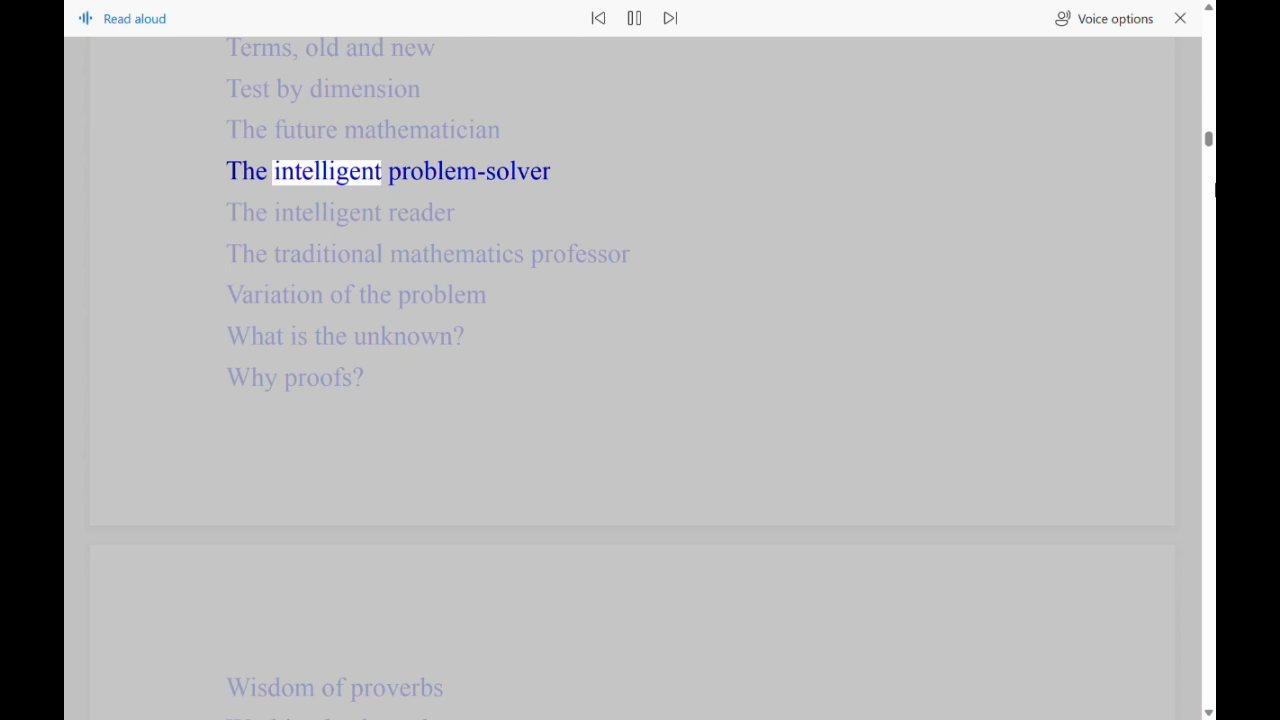 Read aloud
Voice options
Terms, old and new
Test by dimension
The future mathematician
The intelligent problem-solver
The intelligent reader
The traditional mathematics professor
Variation of the problem
What is the unknown?
Why proofs?
Wisdom of proverbs